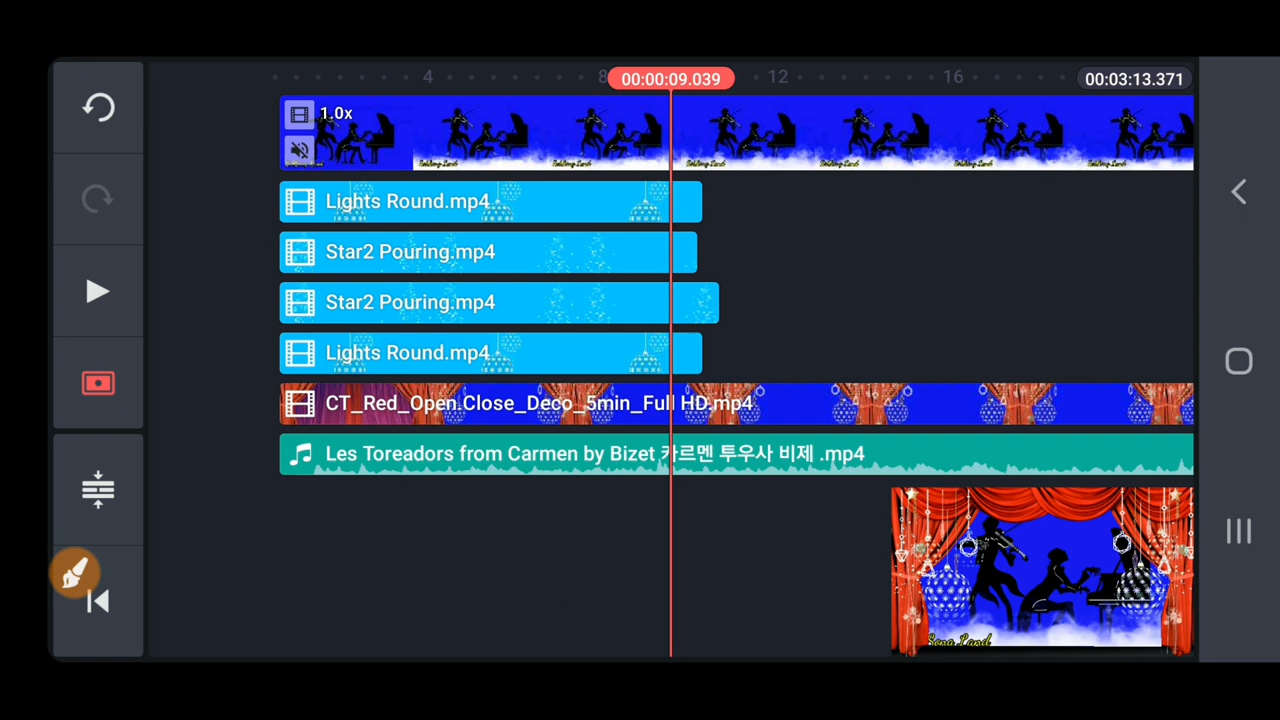 4 8 12 16
00:00:09.039
00:03:13.371
1.0x
Lights Round.mp4
Star2 Pouring.mp4
Star2 Pouring.mp4
Lights Round.mp4
CT_Red_Open.Close_Deco_5min_Full HD.mp4
Les Toreadors from Carmen by Bizet 카르멘 투우사 비제 .mp4
Song Land